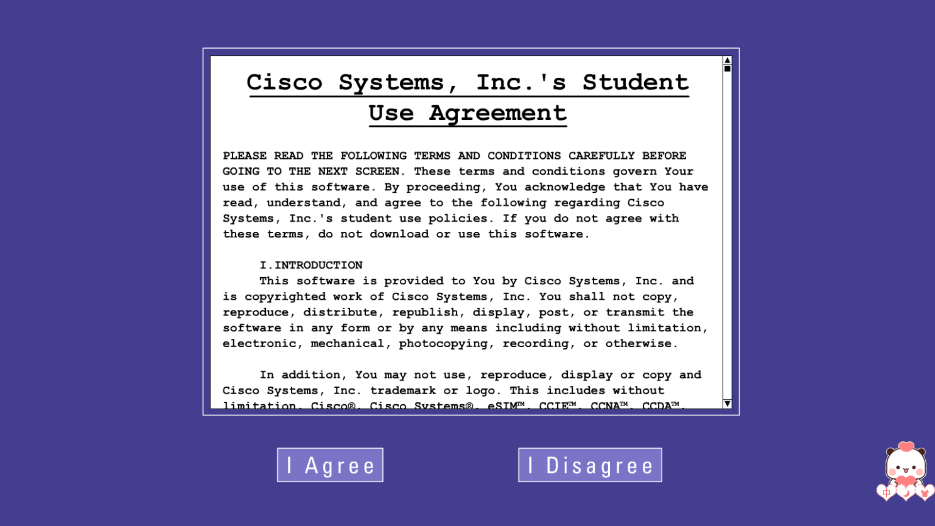 Cisco Systems, Inc.'s Student
Use Agreement
PLEASE READ THE FOLLOWING TERMS AND CONDITIONS CAREFULLY BEFORE
GOING TO THE NEXT SCREEN. These terms and conditions govern Your
use of this software. By proceeding, You acknowledge that You have
read, understand, and agree to the following regarding Cisco
Systems, Inc.'s student use policies. If you do not agree with
these terms, do not download or use this software.
I.INTRODUCTION
This software is provided to You by Cisco Systems, Inc. and
is copyrighted work of Cisco Systems, Inc. You shall not copy,
reproduce, distribute, republish, display, post, or transmit the
software in any form or by any means including without limitation,
electronic, mechanical, photocopying, recording, or otherwise.
In addition, You may not use, reproduce, display or copy and
Cisco Systems, Inc. trademark or logo. This includes without
limitation, Cisco®, Cisco Systems®, eSIM™, CCIE™, CCNA™, CCDA™,
I Agree
I Disagree
中